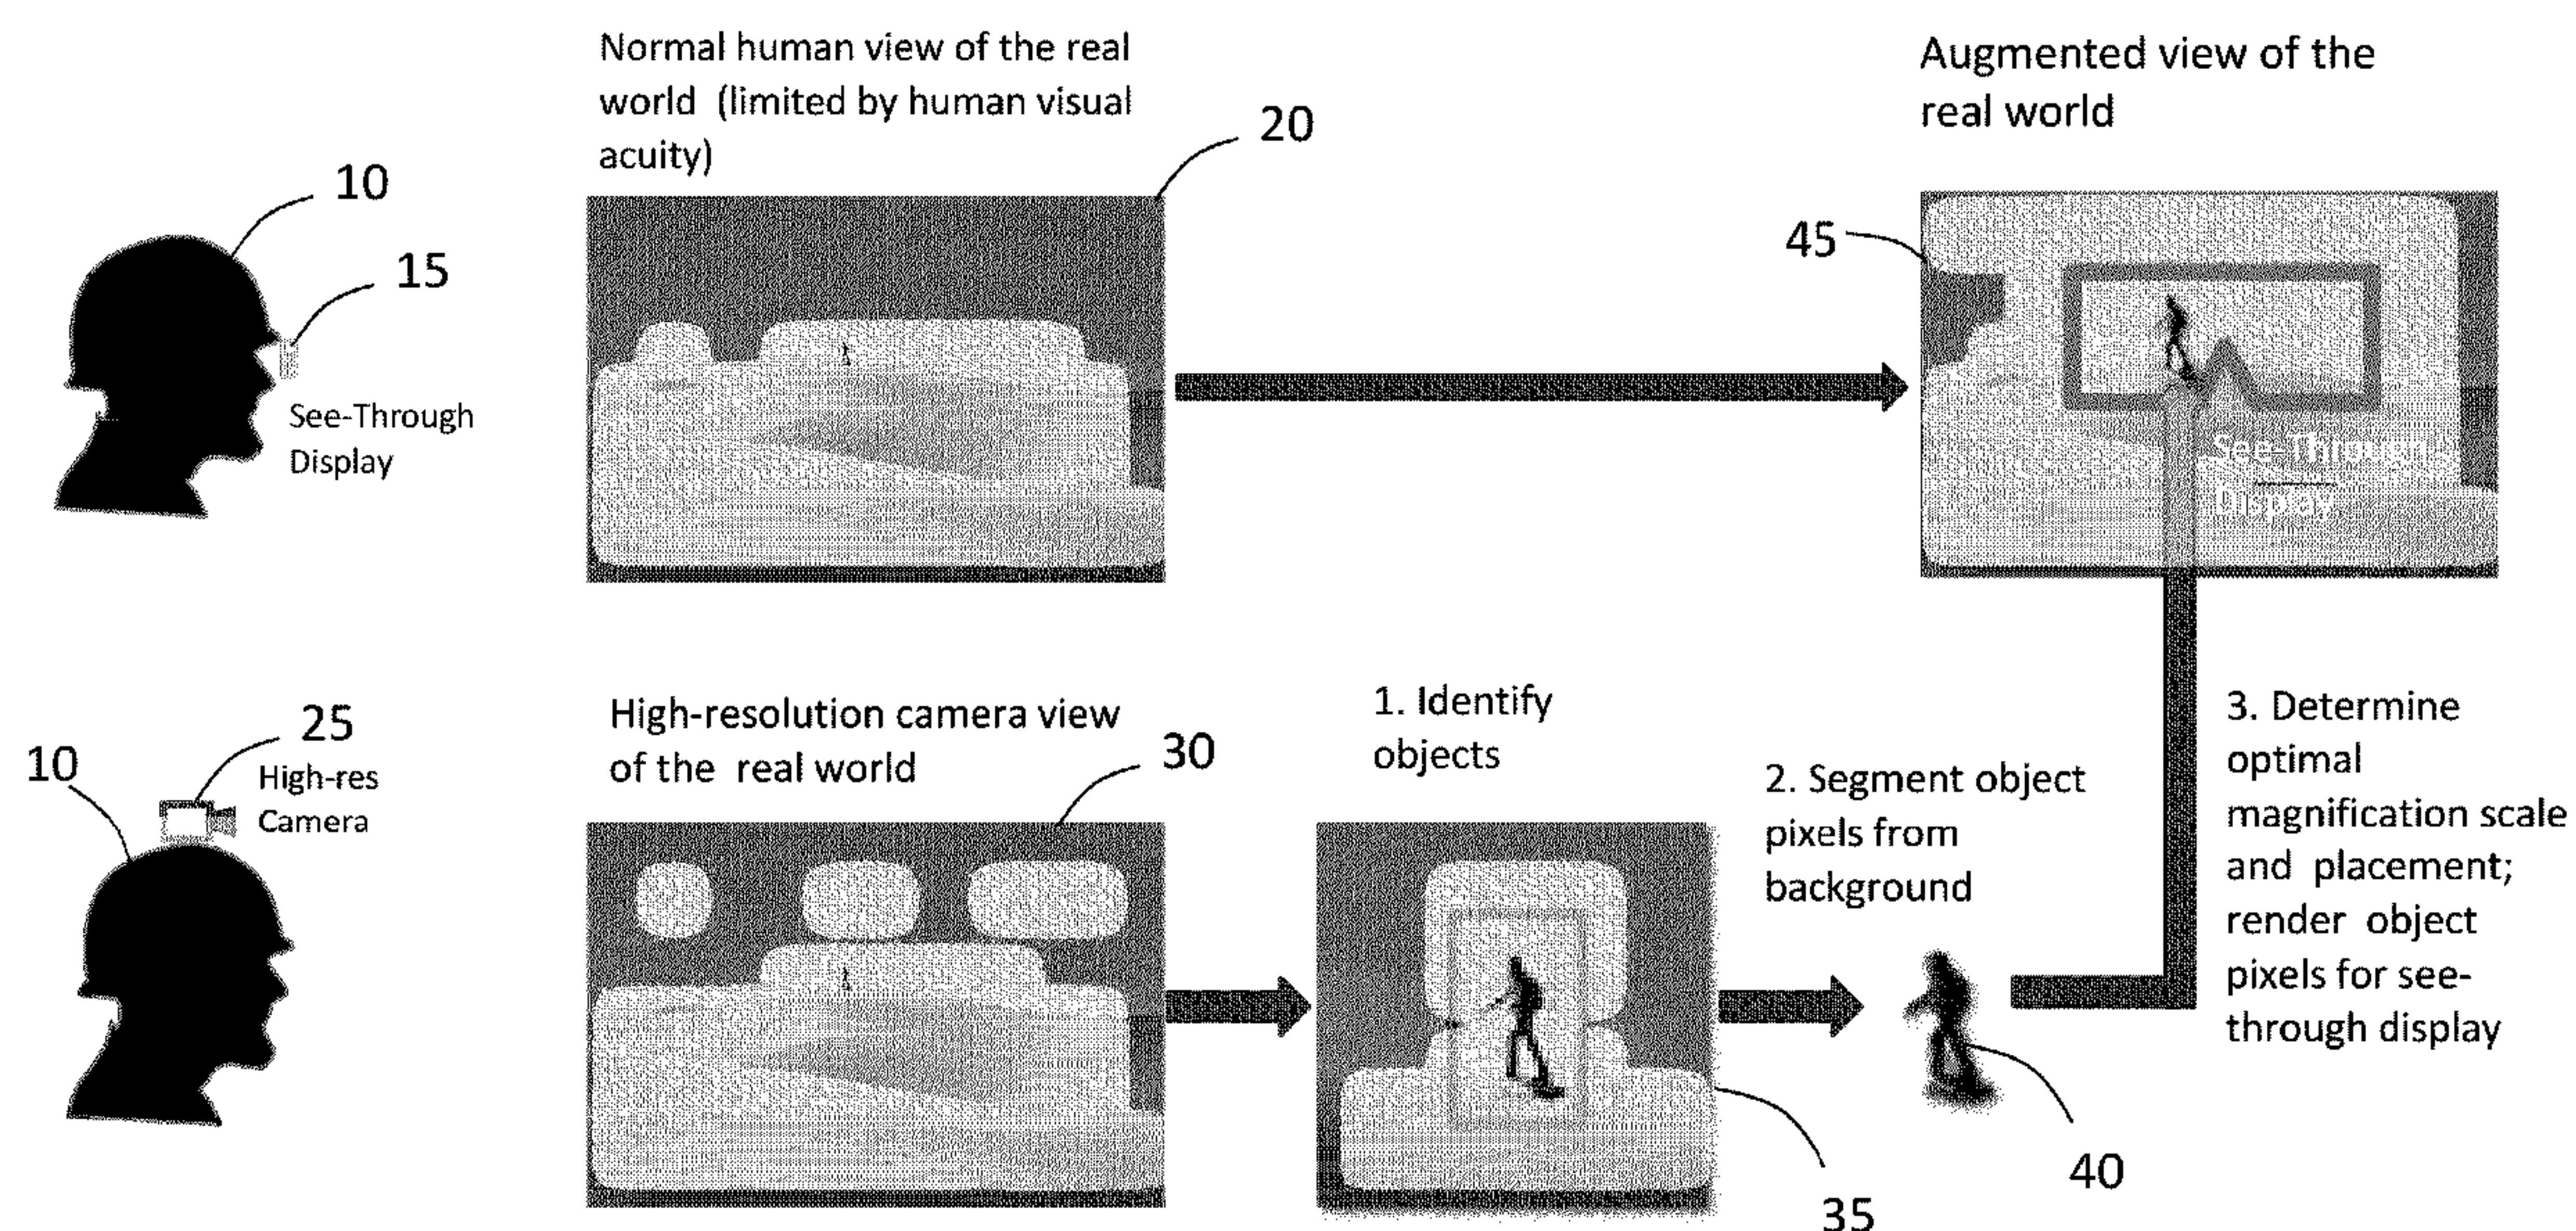 Normal human view of the real
world (limited by human visual
acuity)
20
Augmented view of the
real world
10
15
See-Through
Display
45
See-Through
Display
10
25
High-res
Camera
High-resolution camera view
of the real world
30
1. Identify
objects
2. Segment object
pixels from
background
3. Determine
optimal
magnification scale
and placement;
render object
pixels for see-
through display
35
40